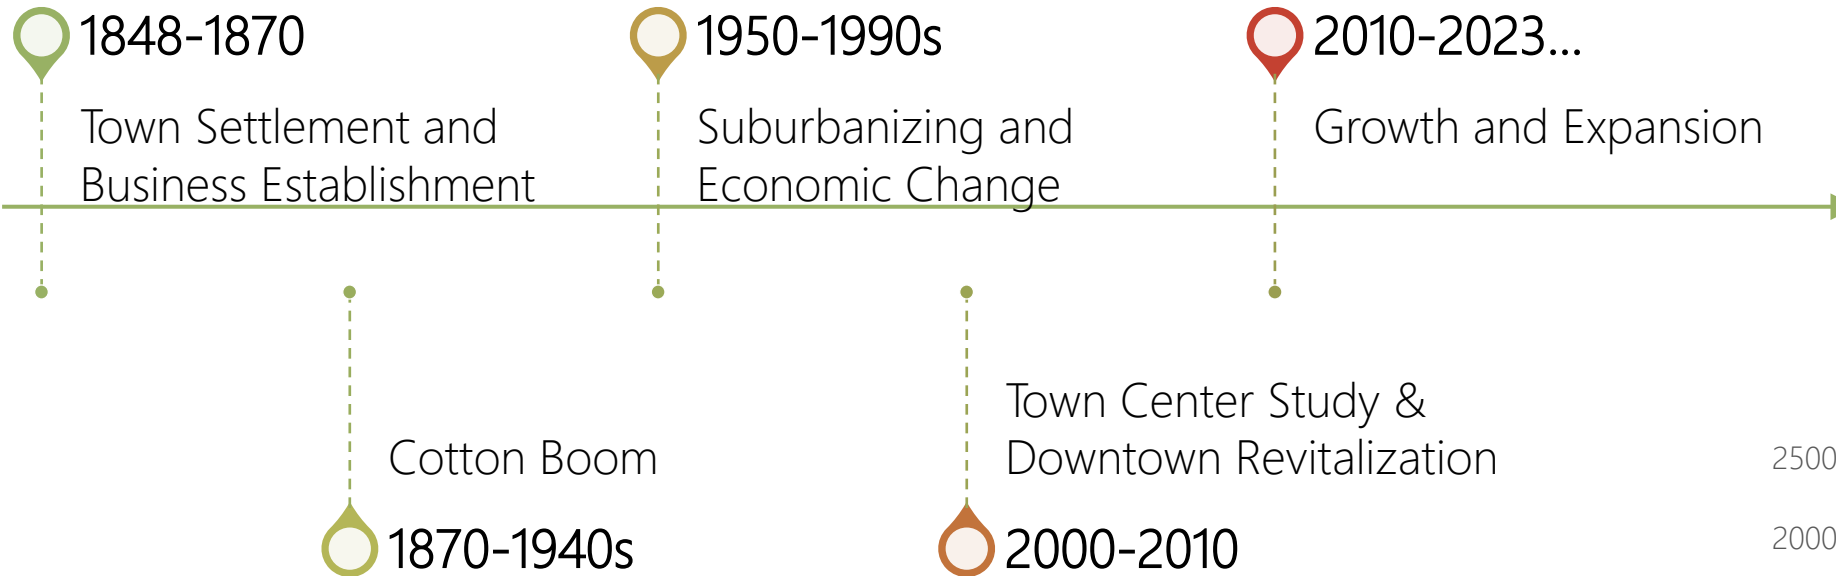 1848-1870
Town Settlement and
Business Establishment
1950-1990s
Suburbanizing and
Economic Change
2010-2023...
Growth and Expansion
Cotton Boom
1870-1940s
Town Center Study &
Downtown Revitalization
2000-2010
2500
2000